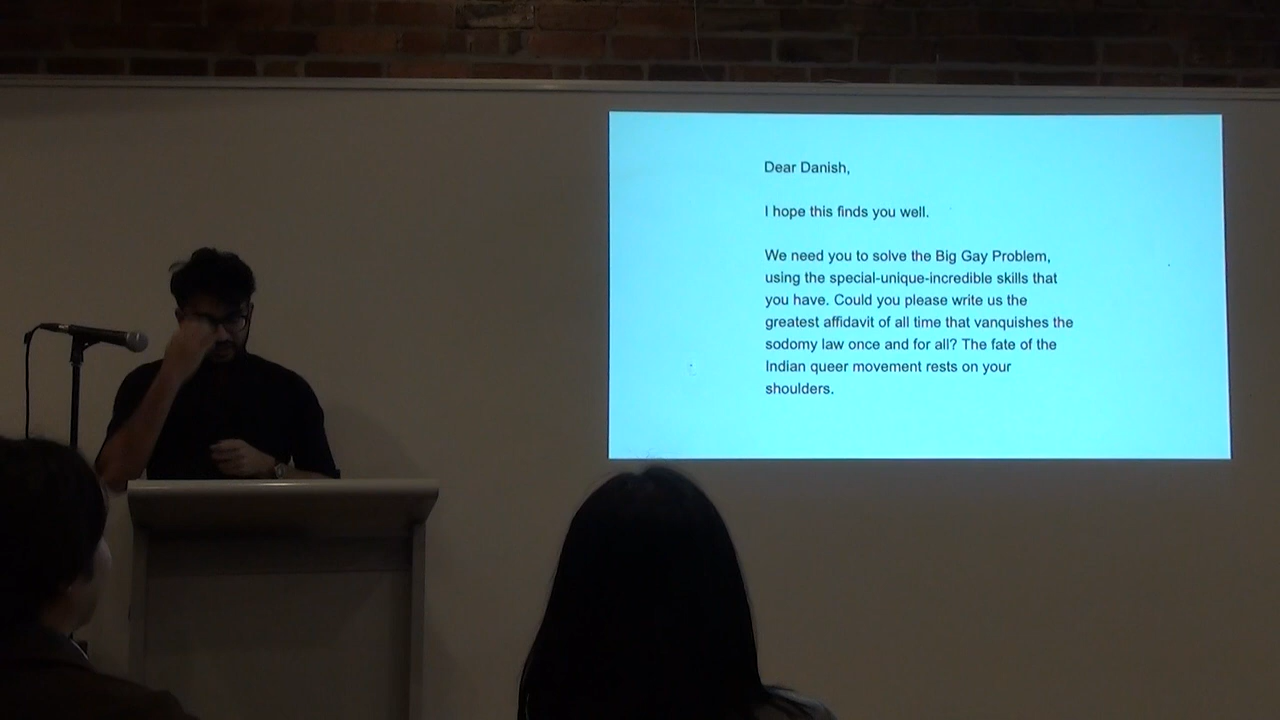 Dear Danish,
I hope this finds you well.
We need you to solve the Big Gay Problem,
using the special-unique-incredible skills that
you have. Could you please write us the
greatest affidavit of all time that vanquishes the
sodomy law once and for all? The fate of the
Indian queer movement rests on your
shoulders.